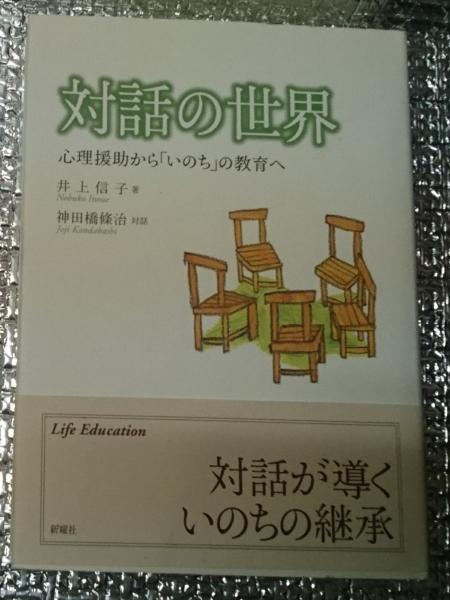 対話の世界
心理援助から「いのち」の教育へ
井上信子 著
Nobuko Inoue
神田橋條治 対話
Joji Kandabashi
Life Education
対話が導く
いのちの継承
新曜社